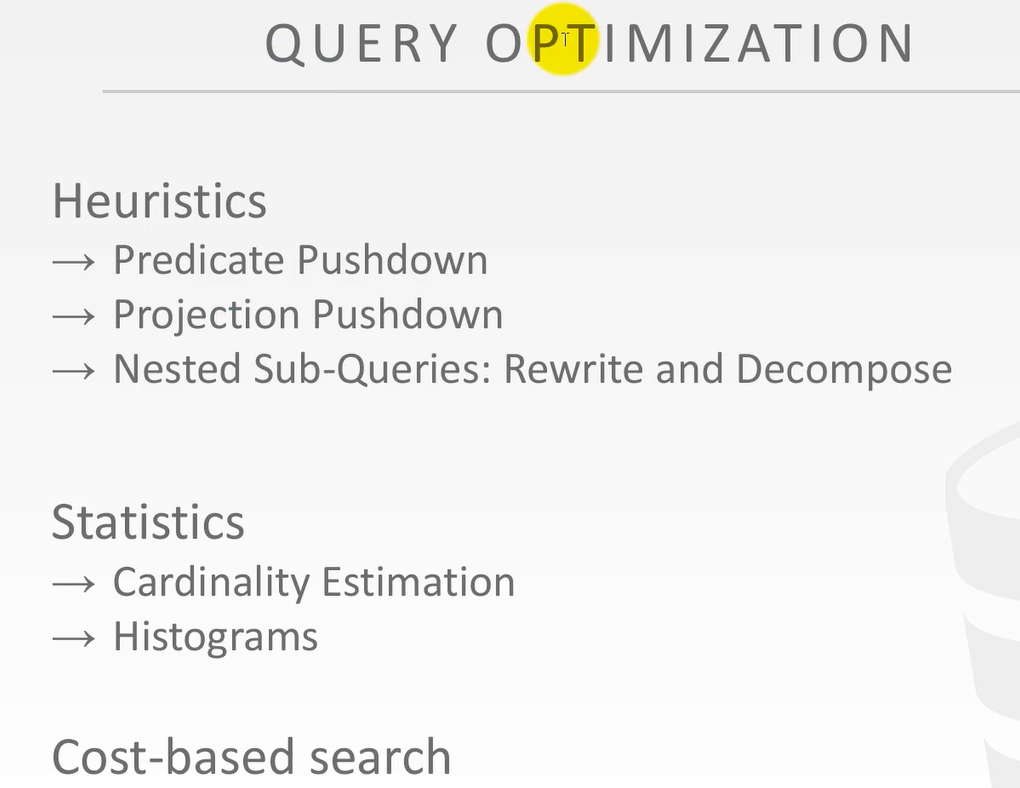 QUERY OPTIMIZATION
Heuristics
→ Predicate Pushdown
→ Projection Pushdown
→ Nested Sub-Queries: Rewrite and Decompose
Statistics
→ Cardinality Estimation
→ Histograms
Cost-based search